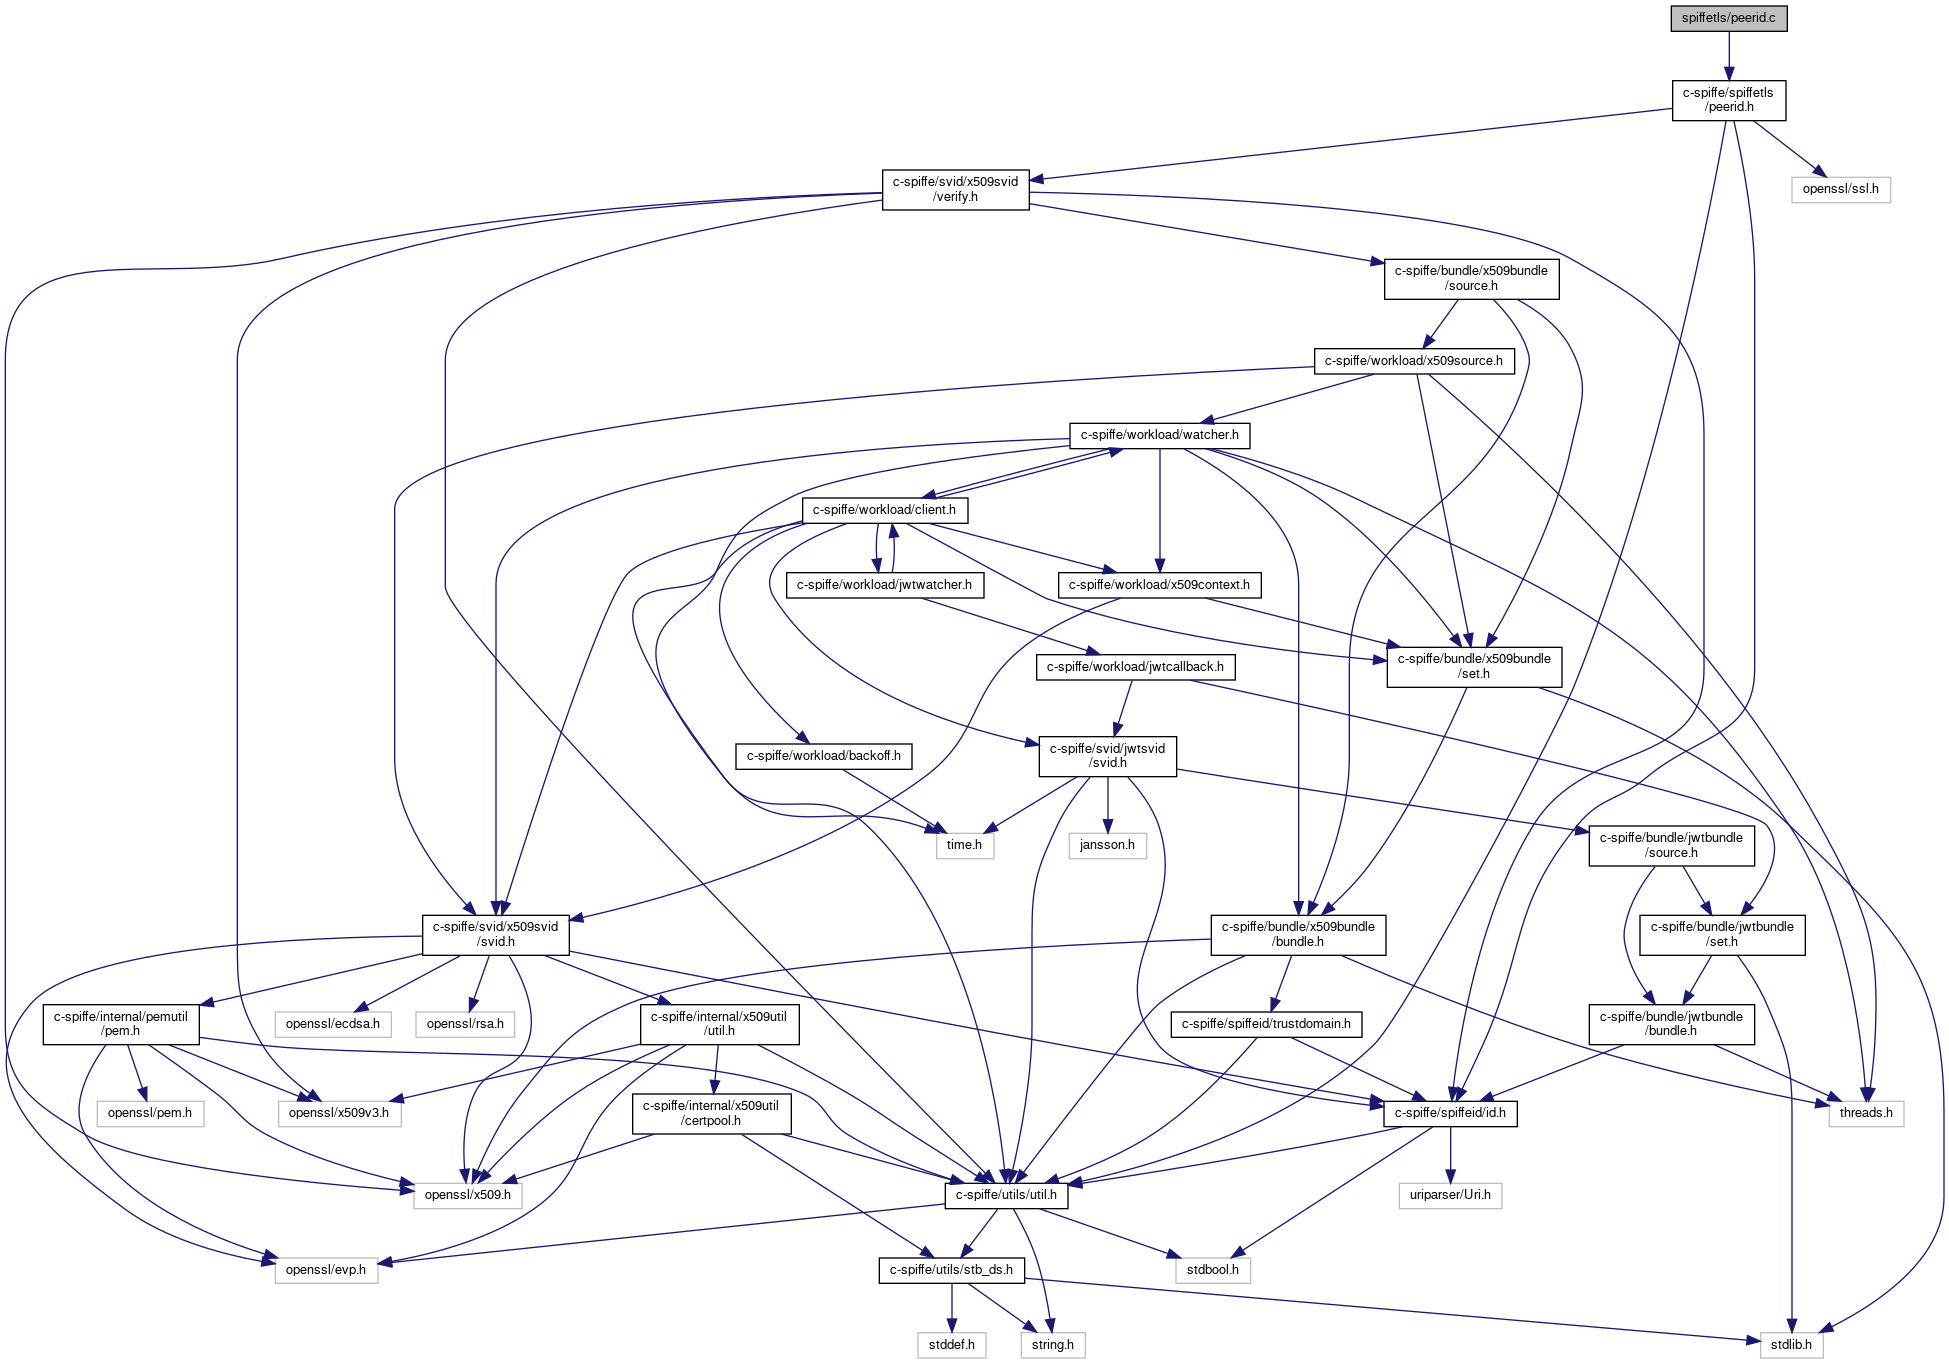 spiffetls/peerid.c
c-spiffe/spiffetls
/peerid.h
c-spiffe/svid/x509svid
/verify.h
openssl/ssl.h
c-spiffe/bundle/x509bundle
/source.h
c-spiffe/workload/x509source.h
c-spiffe/workload/watcher.h
c-spiffe/workload/client.h
c-spiffe/workload/jwtwatcher.h
c-spiffe/workload/x509context.h
c-spiffe/workload/jwtcallback.h
c-spiffe/bundle/x509bundle
/set.h
c-spiffe/workload/backoff.h
c-spiffe/svid/jwtsvid
/svid.h
time.h
jansson.h
c-spiffe/bundle/jwtbundle
/source.h
c-spiffe/svid/x509svid
/svid.h
c-spiffe/bundle/x509bundle
/bundle.h
c-spiffe/bundle/jwtbundle
/set.h
c-spiffe/internal/pemutil
/pem.h
openssl/ecdsa.h
openssl/rsa.h
c-spiffe/internal/x509util
/util.h
c-spiffe/spiffeid/trustdomain.h
c-spiffe/bundle/jwtbundle
/bundle.h
openssl/pem.h
openssl/x509v3.h
c-spiffe/internal/x509util
/certpool.h
c-spiffe/spiffeid/id.h
threads.h
openssl/x509.h
c-spiffe/utils/util.h
uriparser/Uri.h
openssl/evp.h
c-spiffe/utils/stb_ds.h
stdbool.h
stddef.h
string.h
stdlib.h